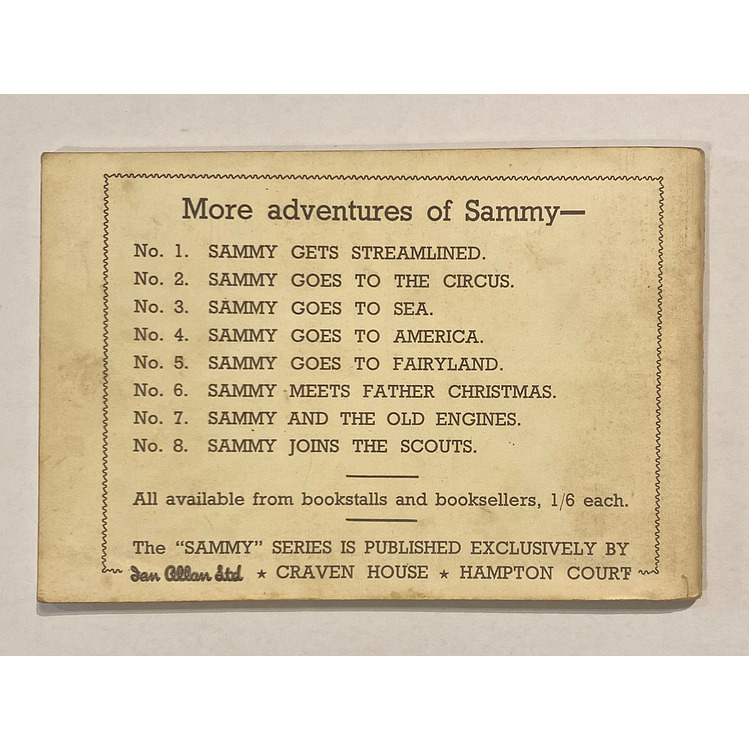 More adventures of Sammy—
No. 1. SAMMY GETS STREAMLINED.
No. 2. SAMMY GOES TO THE CIRCUS.
No. 3. SAMMY GOES TO SEA.
No. 4. SAMMY GOES TO AMERICA.
No. 5. SAMMY GOES TO FAIRYLAND.
No. 6. SAMMY MEETS FATHER CHRISTMAS.
No. 7. SAMMY AND THE OLD ENGINES.
No. 8. SAMMY JOINS THE SCOUTS.
All available from bookstalls and booksellers, 1/6 each.
The “SAMMY” SERIES IS PUBLISHED EXCLUSIVELY BY
Ian Allan Ltd ★ CRAVEN HOUSE ★ HAMPTON COURT